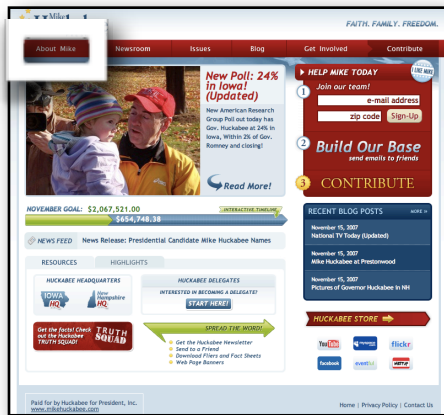 Mike
FAITH. FAMILY. FREEDOM.
About Mike
Newsroom
Issues
Blog
Get Involved
Contribute
New Poll: 24%
in Iowa!
(Updated)
New American Research
Group Poll out today has
Gov. Huckabee at 24% in
Iowa, Within 2% of Gov.
Romney and closing!
Read More!
HELP MIKE TODAY
I LIKE MIKE
1
Join our team!
e-mail address
zip code
Sign-Up
2
Build Our Base
send emails to friends
3
CONTRIBUTE
NOVEMBER GOAL: $2,067,521.00
INTERACTIVE TIMELINE
$654,748.38
NEWS FEED
News Release: Presidential Candidate Mike Huckabee Names
RESOURCES
HIGHLIGHTS
HUCKABEE HEADQUARTERS
IOWA
HQ
New
Hampshire
HQ
HUCKABEE DELEGATES
INTERESTED IN BECOMING A DELEGATE?
START HERE!
Get the facts! Check
out the Huckabee
TRUTH SQUAD!
TRUTH
SQUAD
SPREAD THE WORD!
Get the Huckabee Newsletter
Send to a Friend
Download Fliers and Fact Sheets
Web Page Banners
RECENT BLOG POSTS
MORE »
November 15, 2007
National TV Today (Updated)
November 15, 2007
Mike Huckabee at Prestonwood
November 15, 2007
Pictures of Governor Huckabee in NH
HUCKABEE STORE
YouTube
flickr
facebook
eventful
Meetup
Paid for by Huckabee for President, Inc.
www.mikehuckabee.com
Home | Privacy Policy | Contact Us